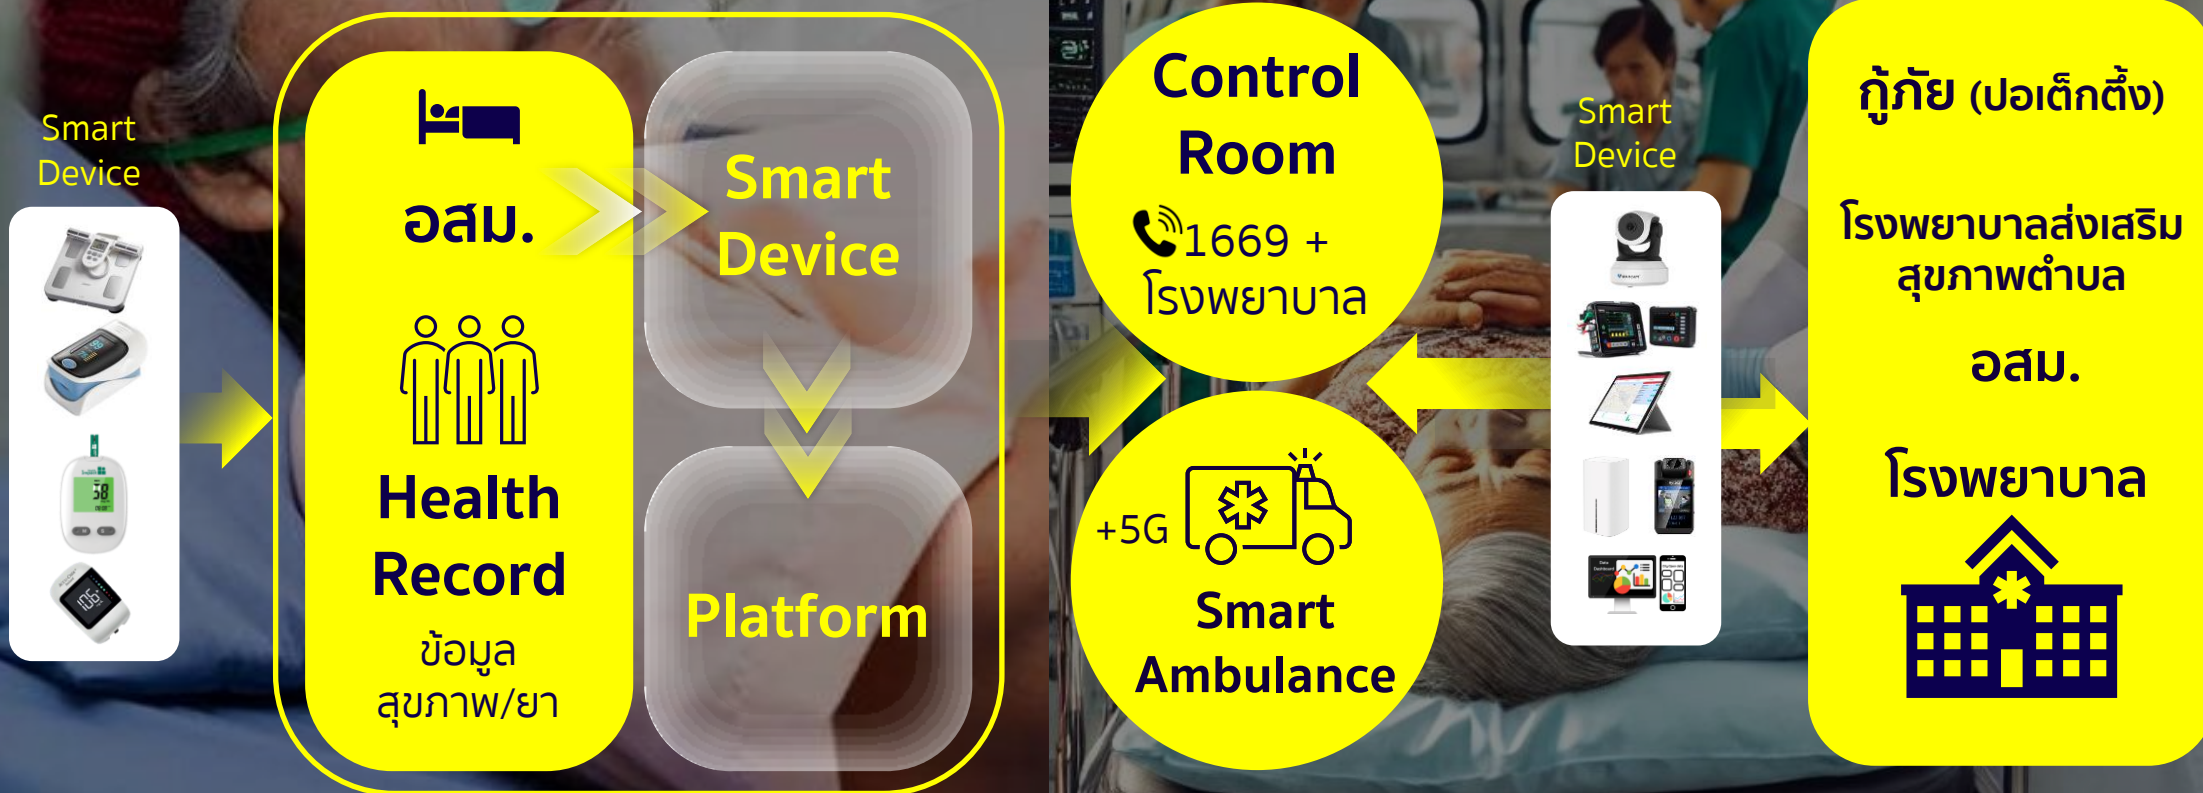 Smart
Device
อสม.
Health
Record
ข้อมูล
สุขภาพ/ยา
Smart
Device
Platform
Control
Room
1669 +
โรงพยาบาล
+5G
Smart
Ambulance
Smart
Device
กู้ภัย (ปอเต็กตึ๊ง)
โรงพยาบาลส่งเสริม
สุขภาพตำบล
อสม.
โรงพยาบาล